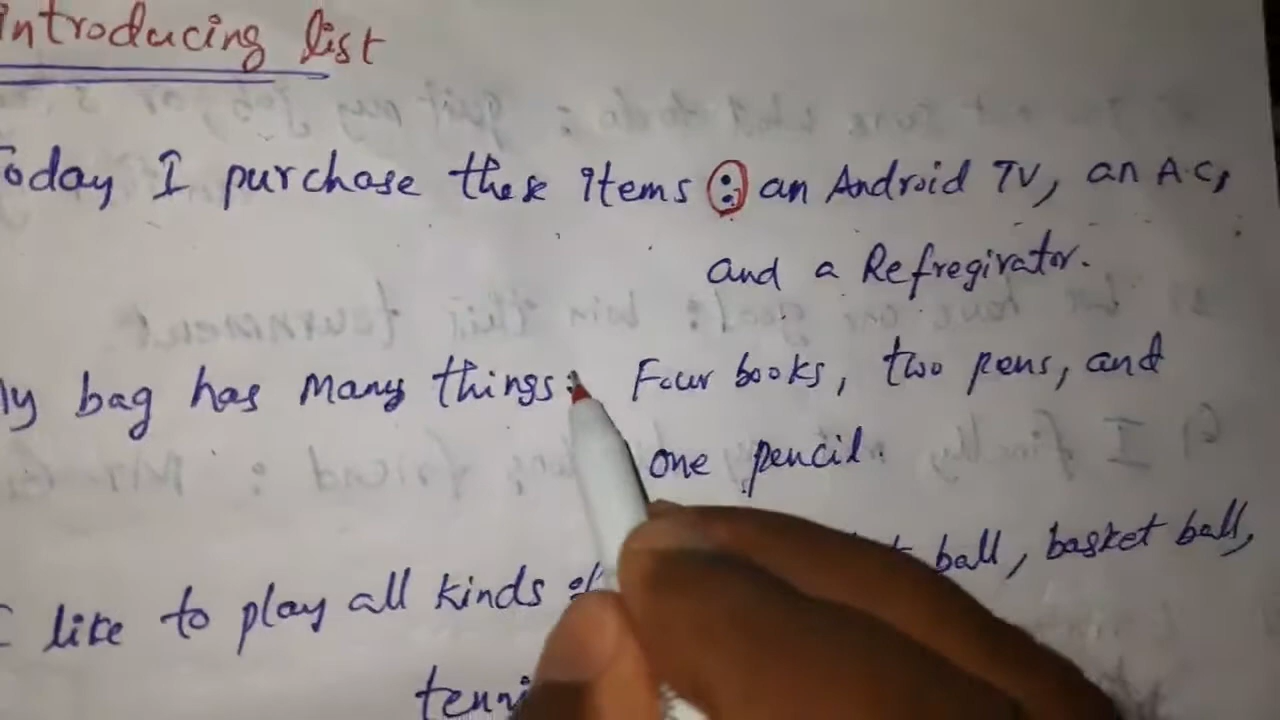 introducing list
Today I purchase these items : an Android TV, an A.C,
and a Refregirator.
My bag has many things: Four books, two pens, and
one pencil.
I like to play all kinds of ball, basket ball,